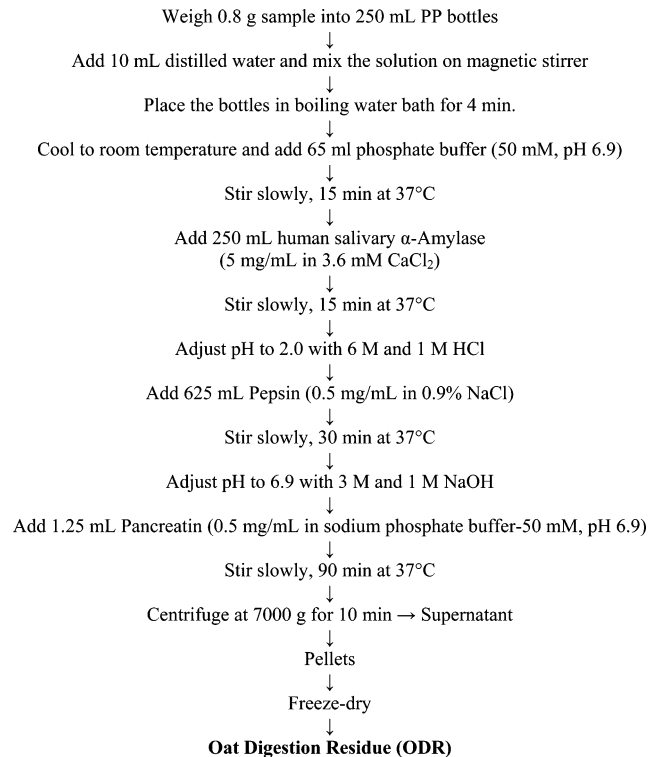 Weigh 0.8 g sample into 250 mL PP bottles
↓
Add 10 mL distilled water and mix the solution on magnetic stirrer
↓
Place the bottles in boiling water bath for 4 min.
↓
Cool to room temperature and add 65 ml phosphate buffer (50 mM, pH 6.9)
↓
Stir slowly, 15 min at 37°C
↓
Add 250 mL human salivary α-Amylase
(5 mg/mL in 3.6 mM CaCl₂)
↓
Stir slowly, 15 min at 37°C
↓
Adjust pH to 2.0 with 6 M and 1 M HCl
↓
Add 625 mL Pepsin (0.5 mg/mL in 0.9% NaCl)
↓
Stir slowly, 30 min at 37°C
↓
Adjust pH to 6.9 with 3 M and 1 M NaOH
↓
Add 1.25 mL Pancreatin (0.5 mg/mL in sodium phosphate buffer-50 mM, pH 6.9)
↓
Stir slowly, 90 min at 37°C
↓
Centrifuge at 7000 g for 10 min → Supernatant
↓
Pellets
↓
Freeze-dry
↓
Oat Digestion Residue (ODR)